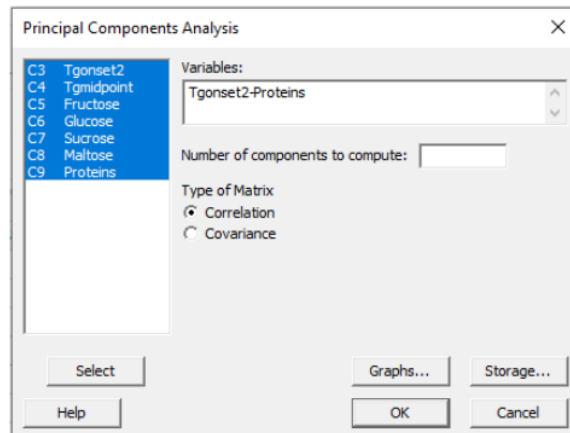 Principal Components Analysis
C3 Tgonset2
C4 Tgmidpoint
C5 Fructose
C6 Glucose
C7 Sucrose
C8 Maltose
C9 Proteins
Variables:
Tgonset2-Proteins
Number of components to compute:
Type of Matrix
Correlation
Covariance
Select
Graphs...
Storage...
Help
OK
Cancel